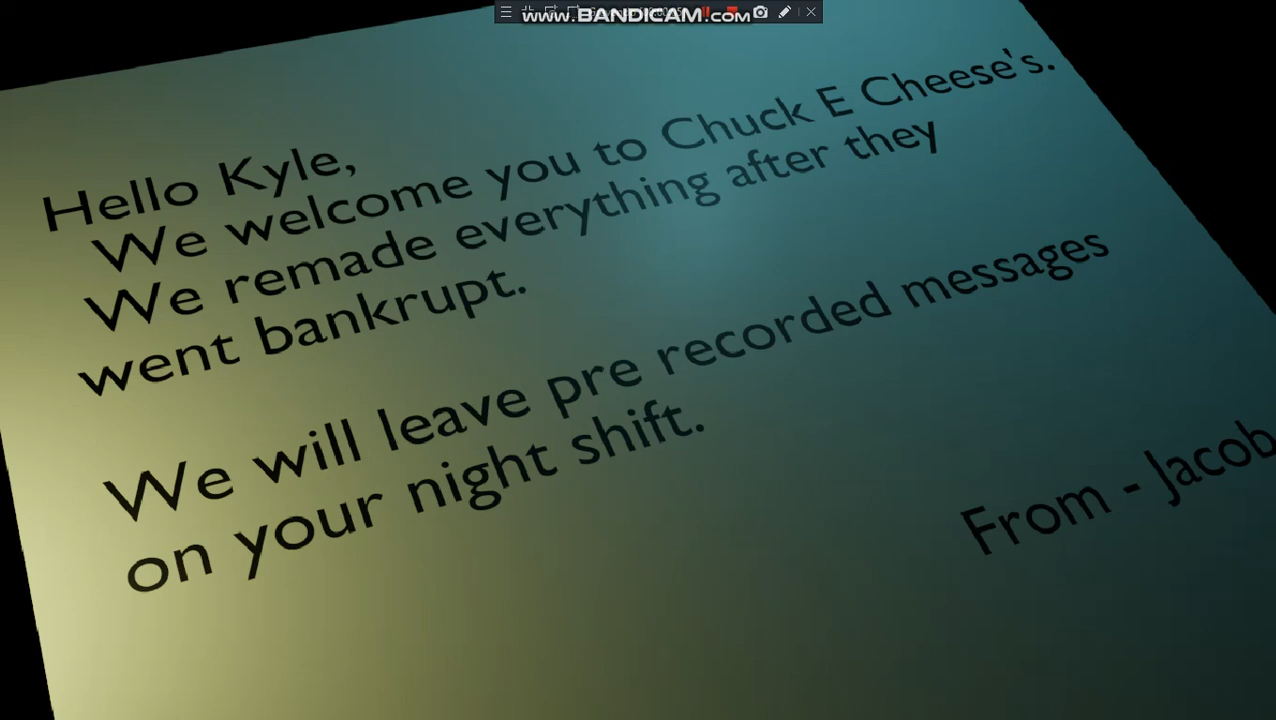 www.BANDICAM.com
Hello Kyle,
We welcome you to Chuck E Cheese's.
We remade everything after they
went bankrupt.
We will leave pre recorded messages
on your night shift.
From - Jacob